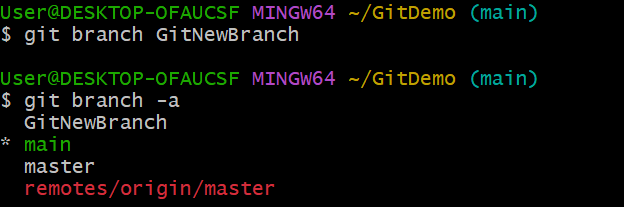 User@DESKTOP-OFAUCSF MINGW64 ~/GitDemo (main)
$ git branch GitNewBranch
User@DESKTOP-OFAUCSF MINGW64 ~/GitDemo (main)
$ git branch -a
GitNewBranch
* main
master
remotes/origin/master